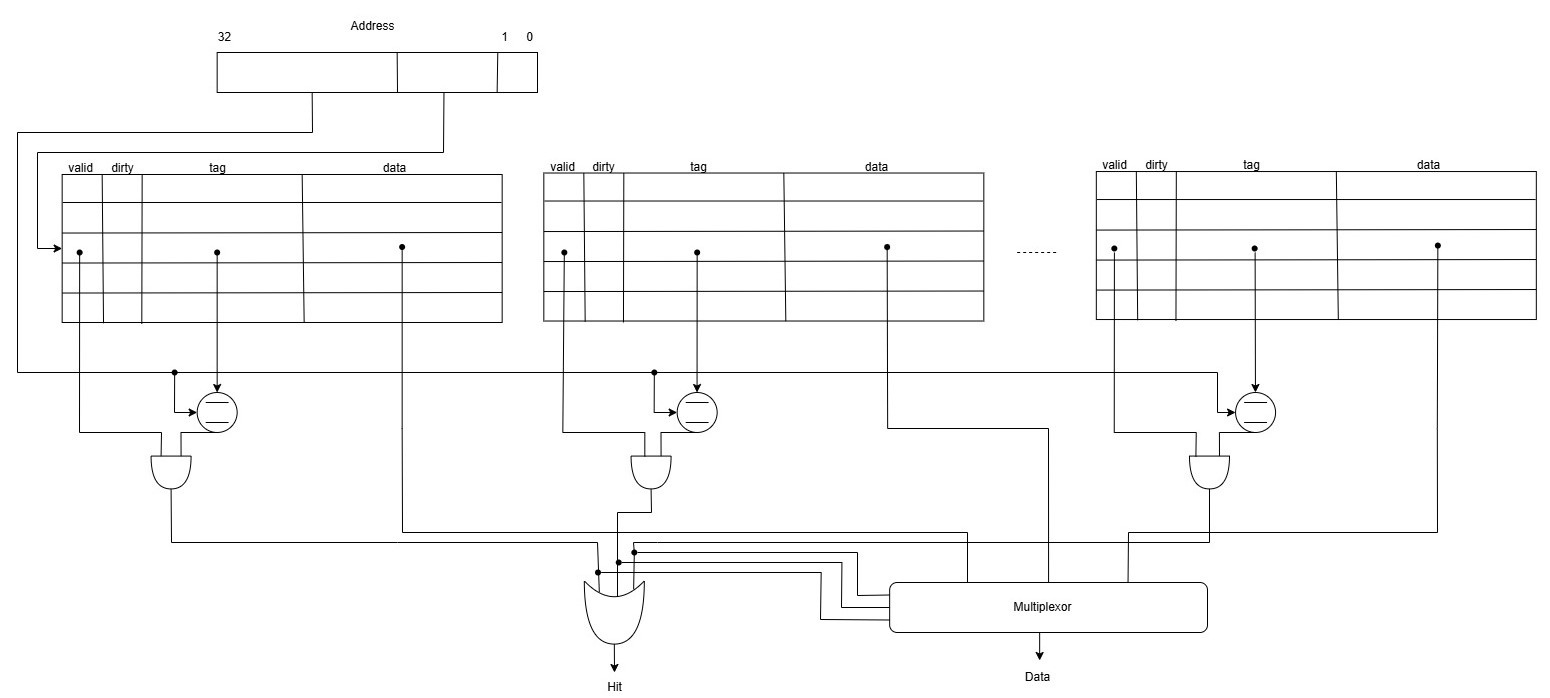 Address
32 1 0
valid dirty tag data
valid dirty tag data
valid dirty tag data
Multiplexor
Hit
Data